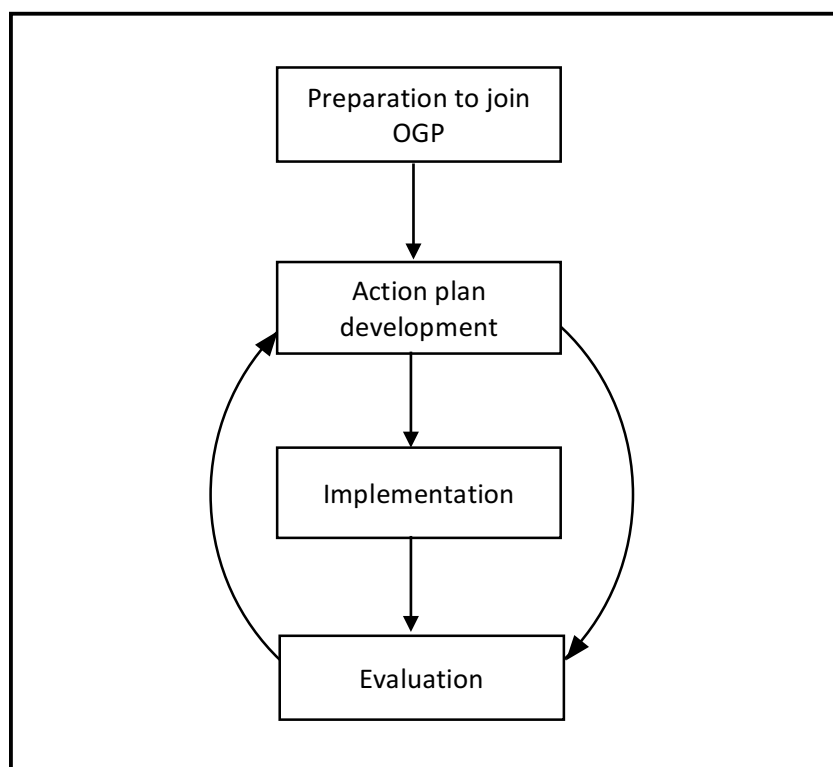 Preparation to join
OGP
Action plan
development
Implementation
Evaluation